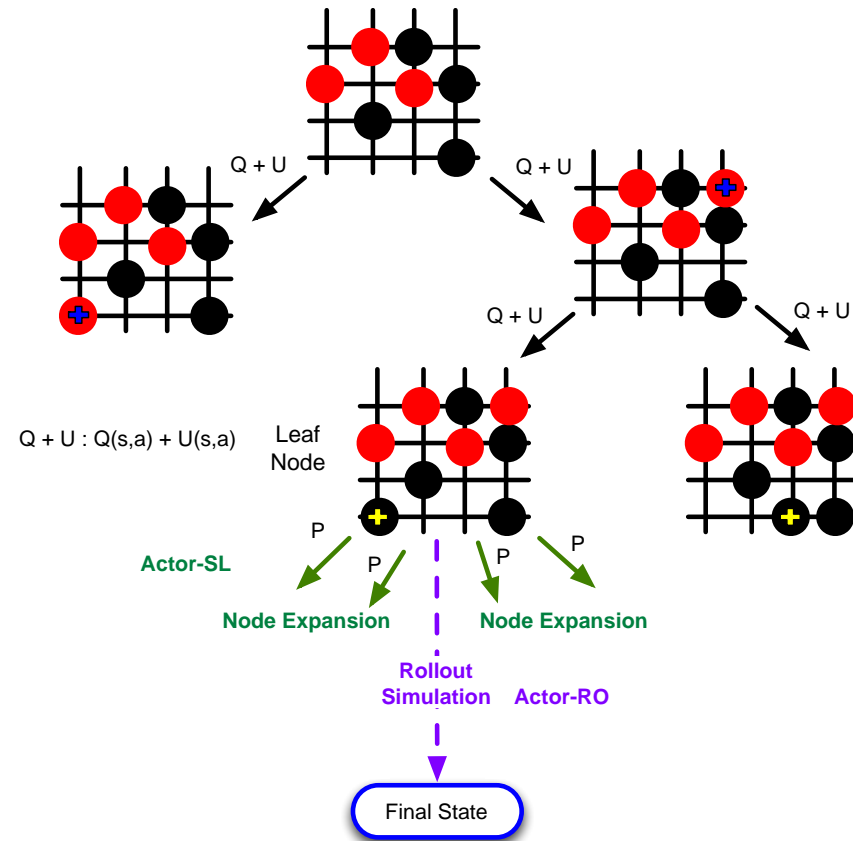 Q + U
Q + U
Q + U
Q + U
Q + U : Q(s,a) + U(s,a)
Leaf
Node
P
P
P
P
Actor-SL
Node Expansion
Node Expansion
Rollout
Simulation
Actor-RO
Final State